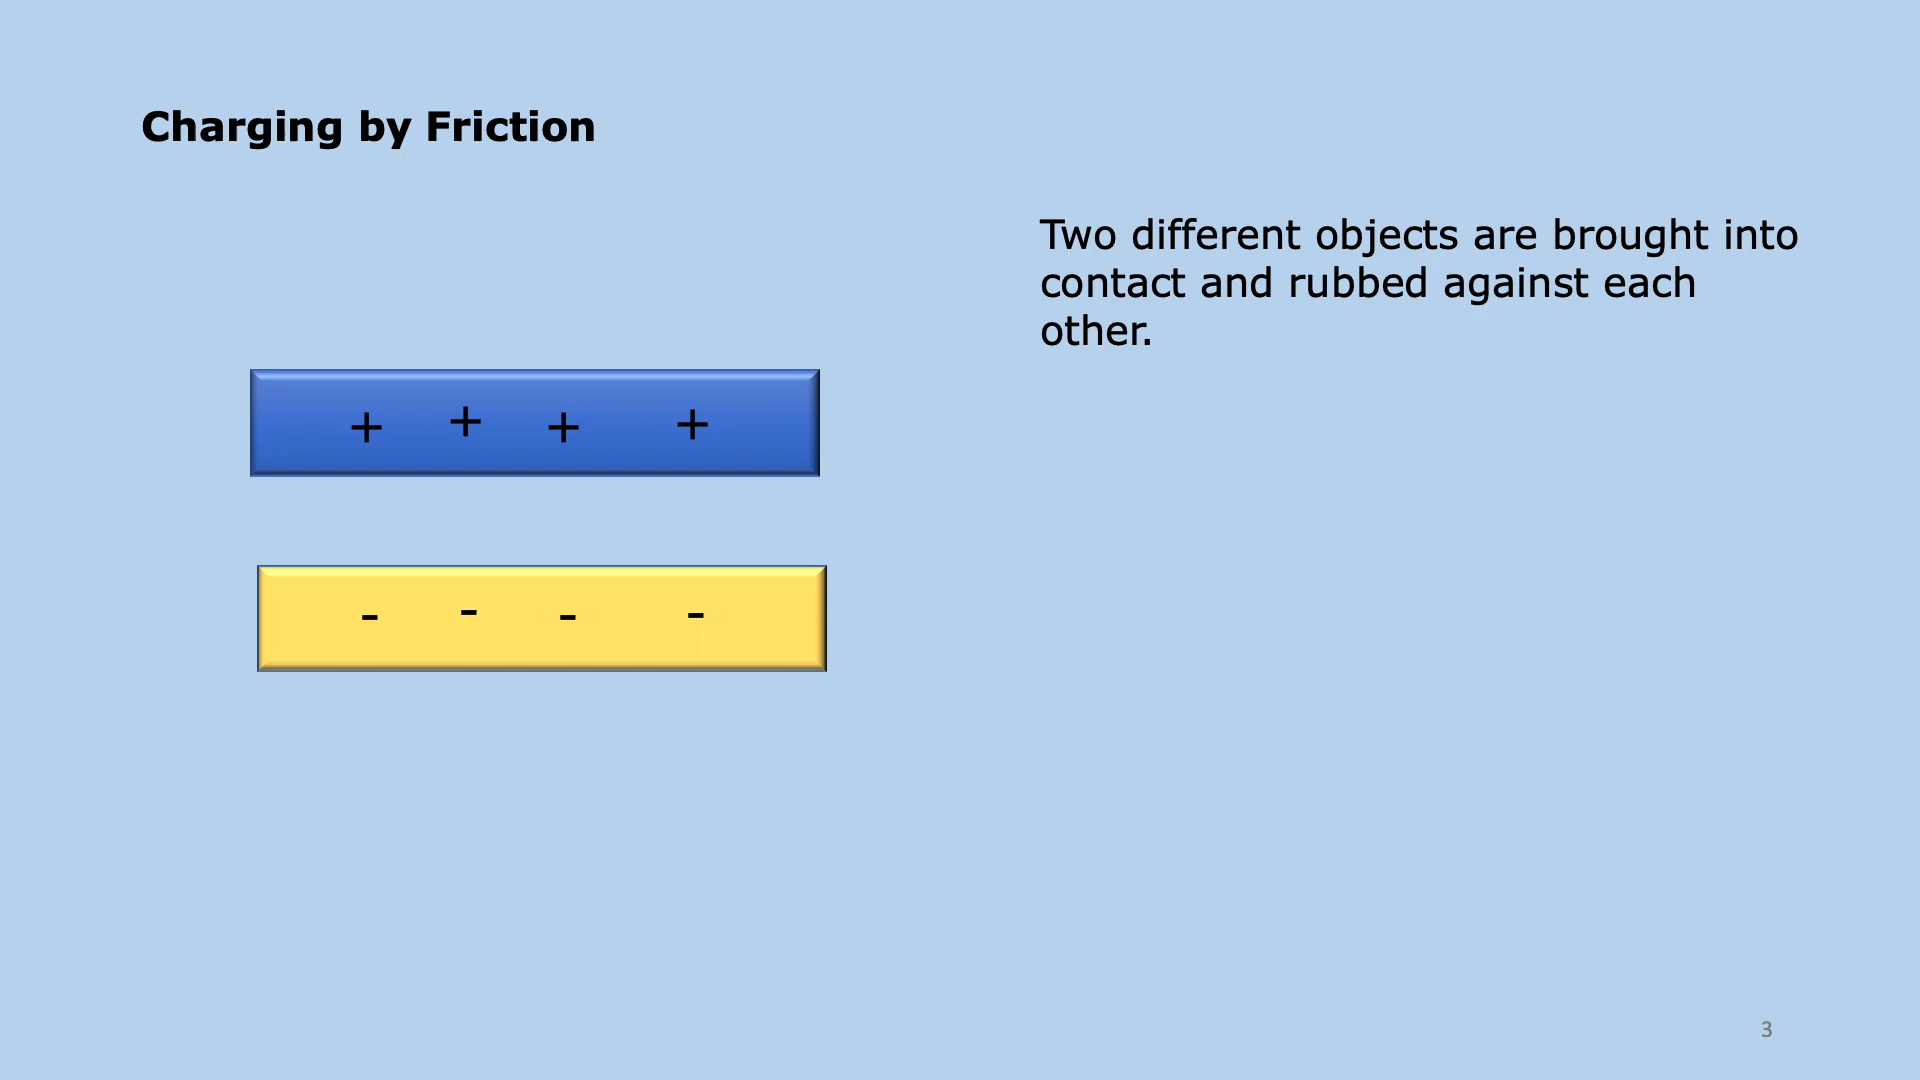 Charging by Friction
Two different objects are brought into
contact and rubbed against each
other.
+ + + +
- - - -
3